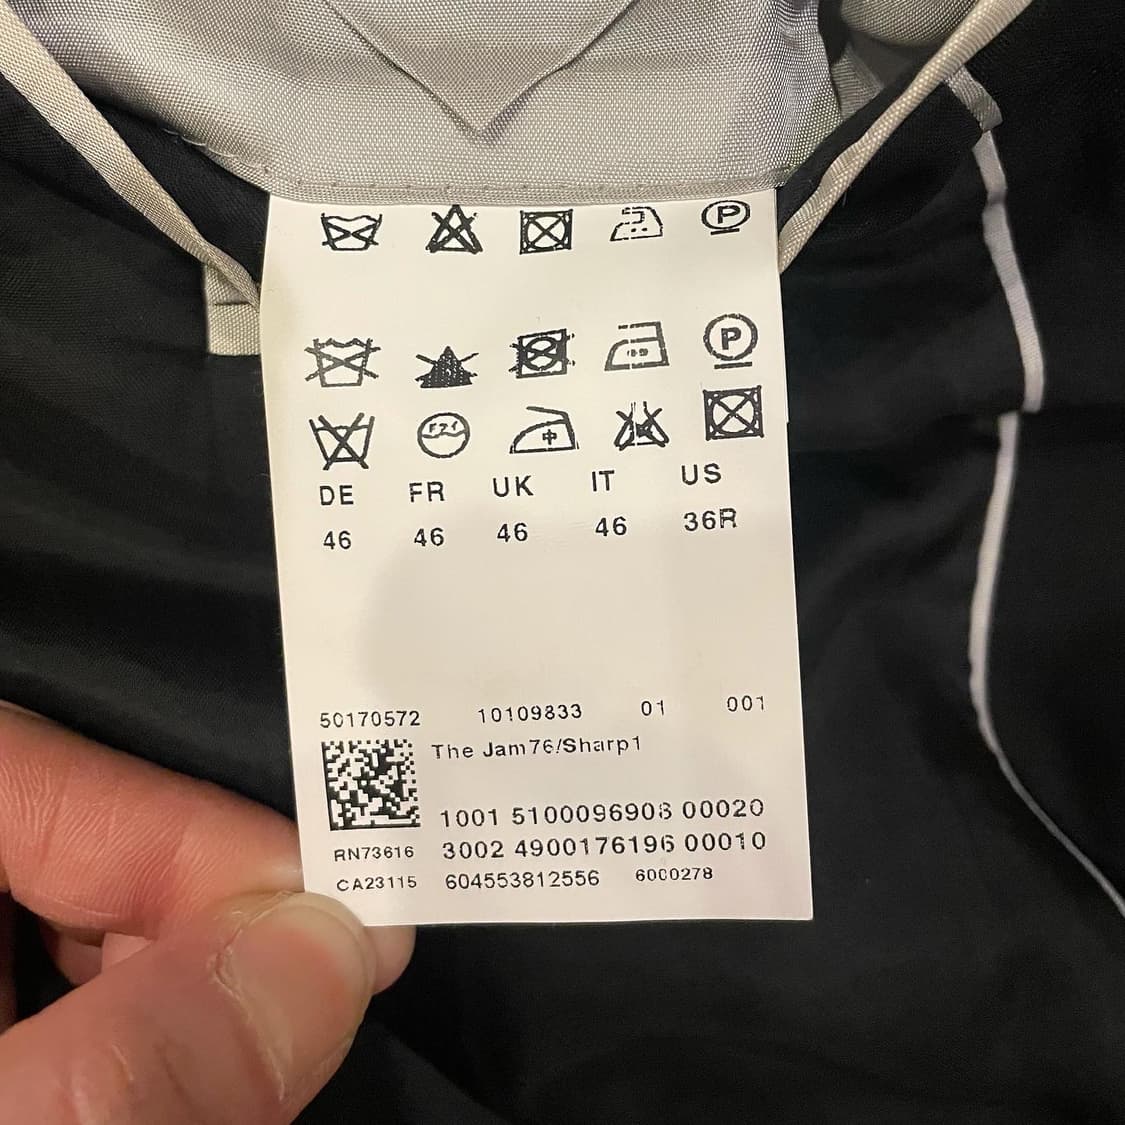 P
P
DE FR UK IT US
46 46 46 46 36R
50170572 10109833 01 001
The Jam76/Sharp1
1001 5100096908 00020
RN73616 3002 4900176196 00010
CA23115 604553812556 6000278